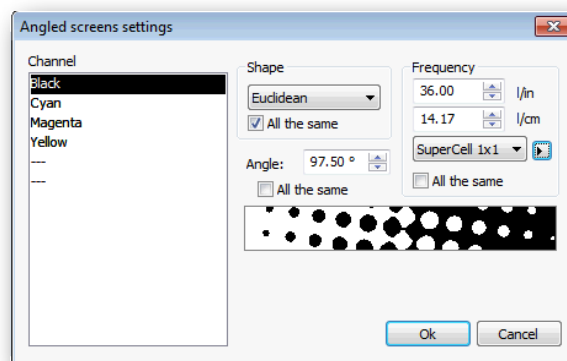 Angled screens settings
Channel
Black
Cyan
Magenta
Yellow
---
---
Shape
Euclidean
All the same
Angle: 97.50 °
All the same
Frequency
36.00 l/in
14.17 l/cm
SuperCell 1x1
All the same
Ok Cancel